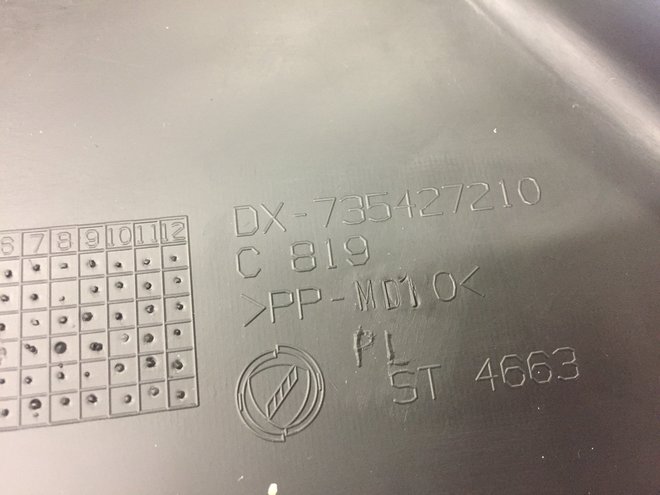 6 7 8 9 10 11 12
DX-735427210
C 819
>PP-MD10<
PL
ST 4663